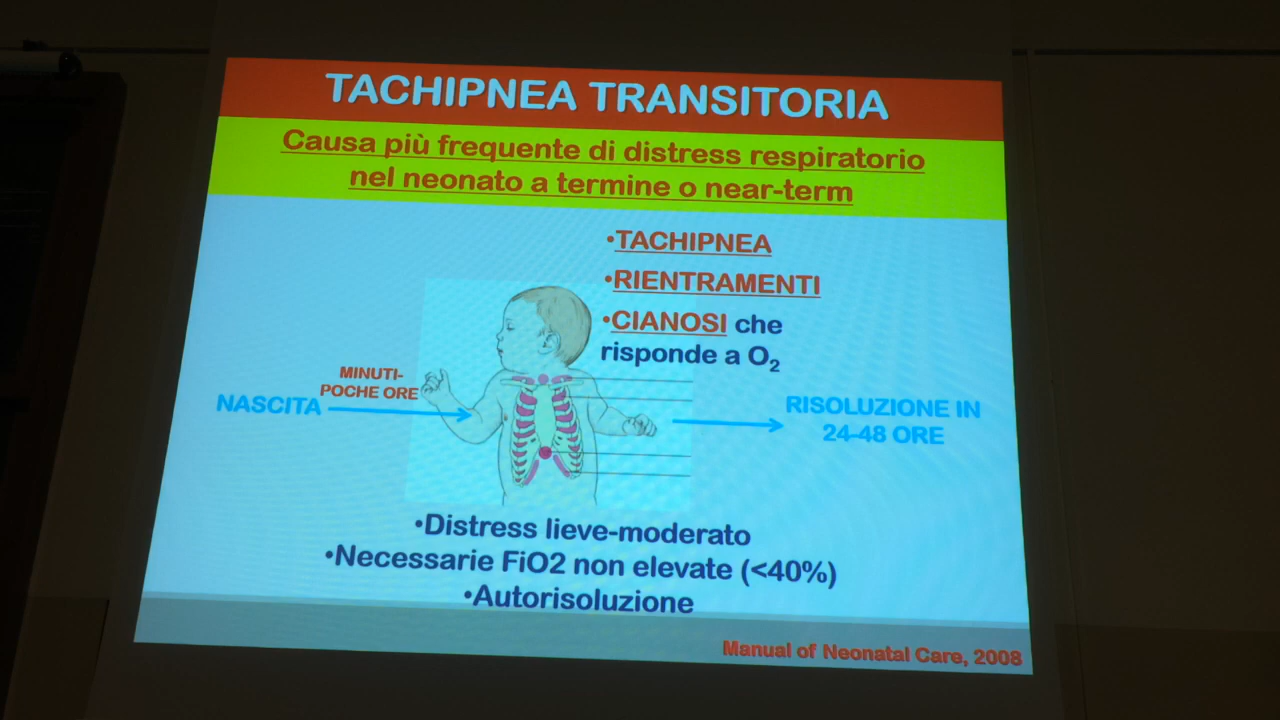 TACHIPNEA TRANSITORIA
Causa più frequente di distress respiratorio
nel neonato a termine o near-term
•TACHIPNEA
•RIENTRAMENTI
•CIANOSI che
risponde a O₂
MINUTI-
POCHE ORE
NASCITA
RISOLUZIONE IN
24-48 ORE
•Distress lieve-moderato
•Necessarie FiO2 non elevate (<40%)
•Autorisoluzione
Manual of Neonatal Care, 2008